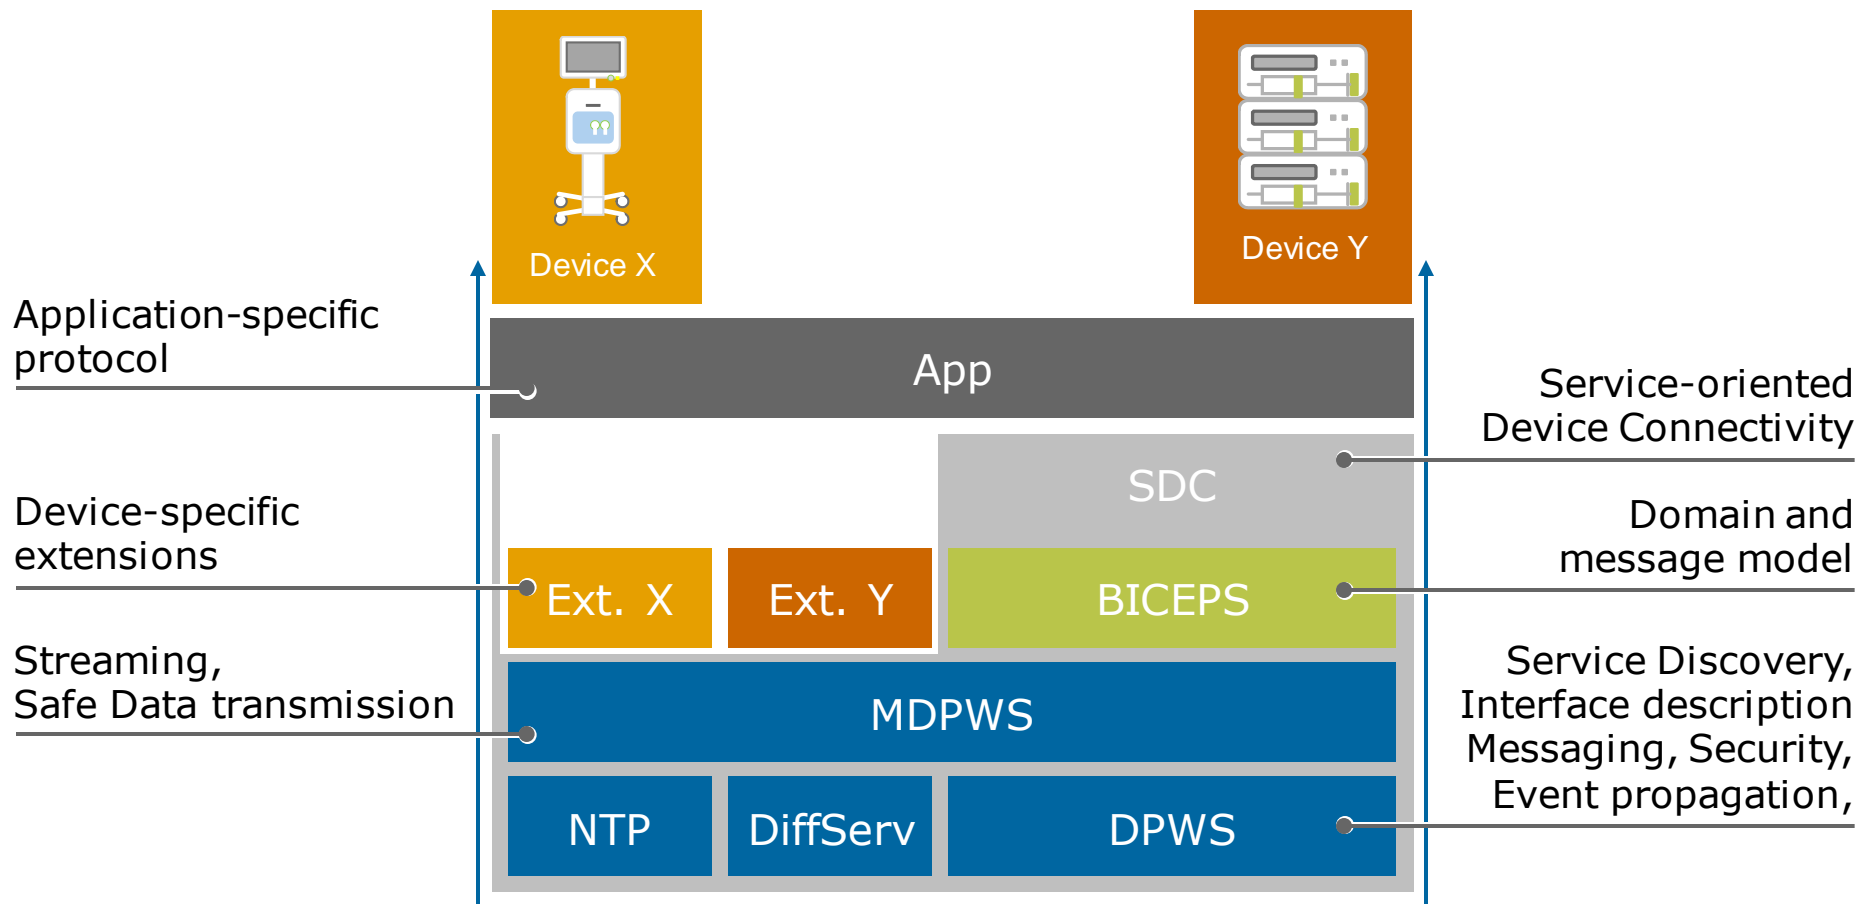 Device X
Device Y
Application-specific
protocol
App
Service-oriented
Device Connectivity
SDC
Device-specific
extensions
Domain and
message model
Ext. X
Ext. Y
BICEPS
Streaming,
Safe Data transmission
MDPWS
Service Discovery,
Interface description
Messaging, Security,
Event propagation,
NTP
DiffServ
DPWS